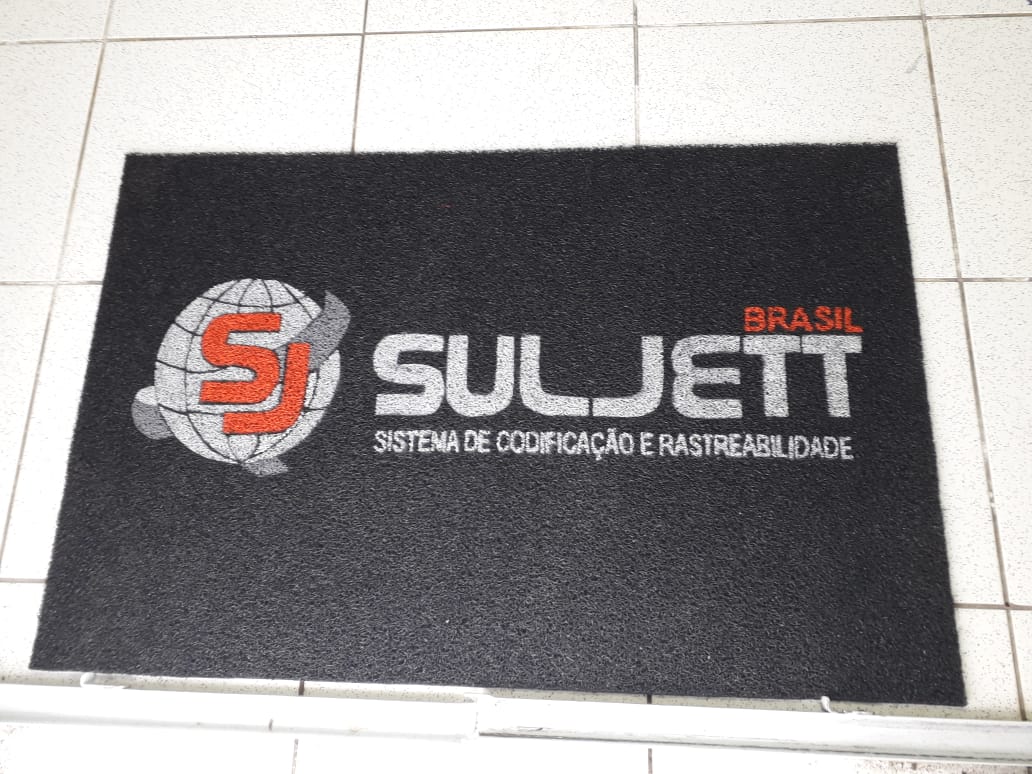 SJ
BRASIL
SULJETT
SISTEMA DE CODIFICAÇÃO E RASTREABILIDADE